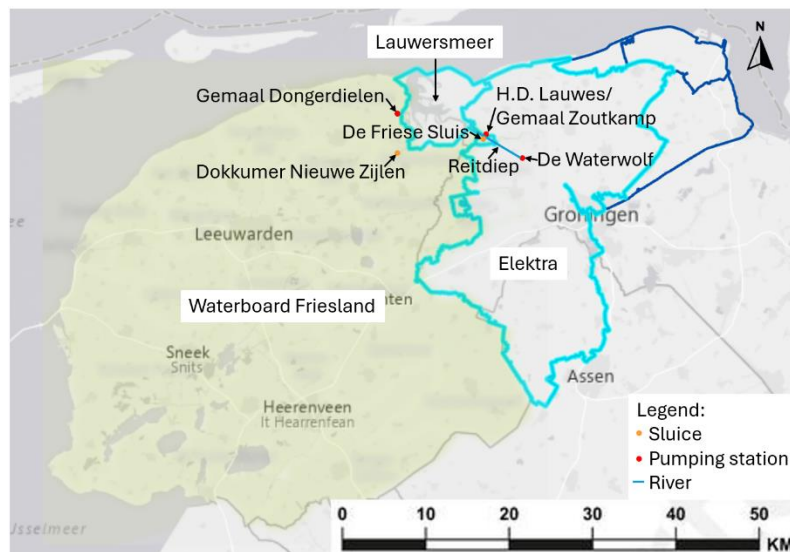 N
Lauwersmeer
Gemaal Dongerdielen
H.D. Lauwes/
Gemaal Zoutkamp
De Friese Sluis
Dokkumer Nieuwe Zijlen
Reitdiep
De Waterwolf
Groningen
Leeuwarden
Elektra
Waterboard Friesland
nten
Sneek
Snits
Assen
Heerenveen
It Hearrenfean
Legend:
Sluice
Pumping station
River
Jsselmeer
0 10 20 30 40 50
KM